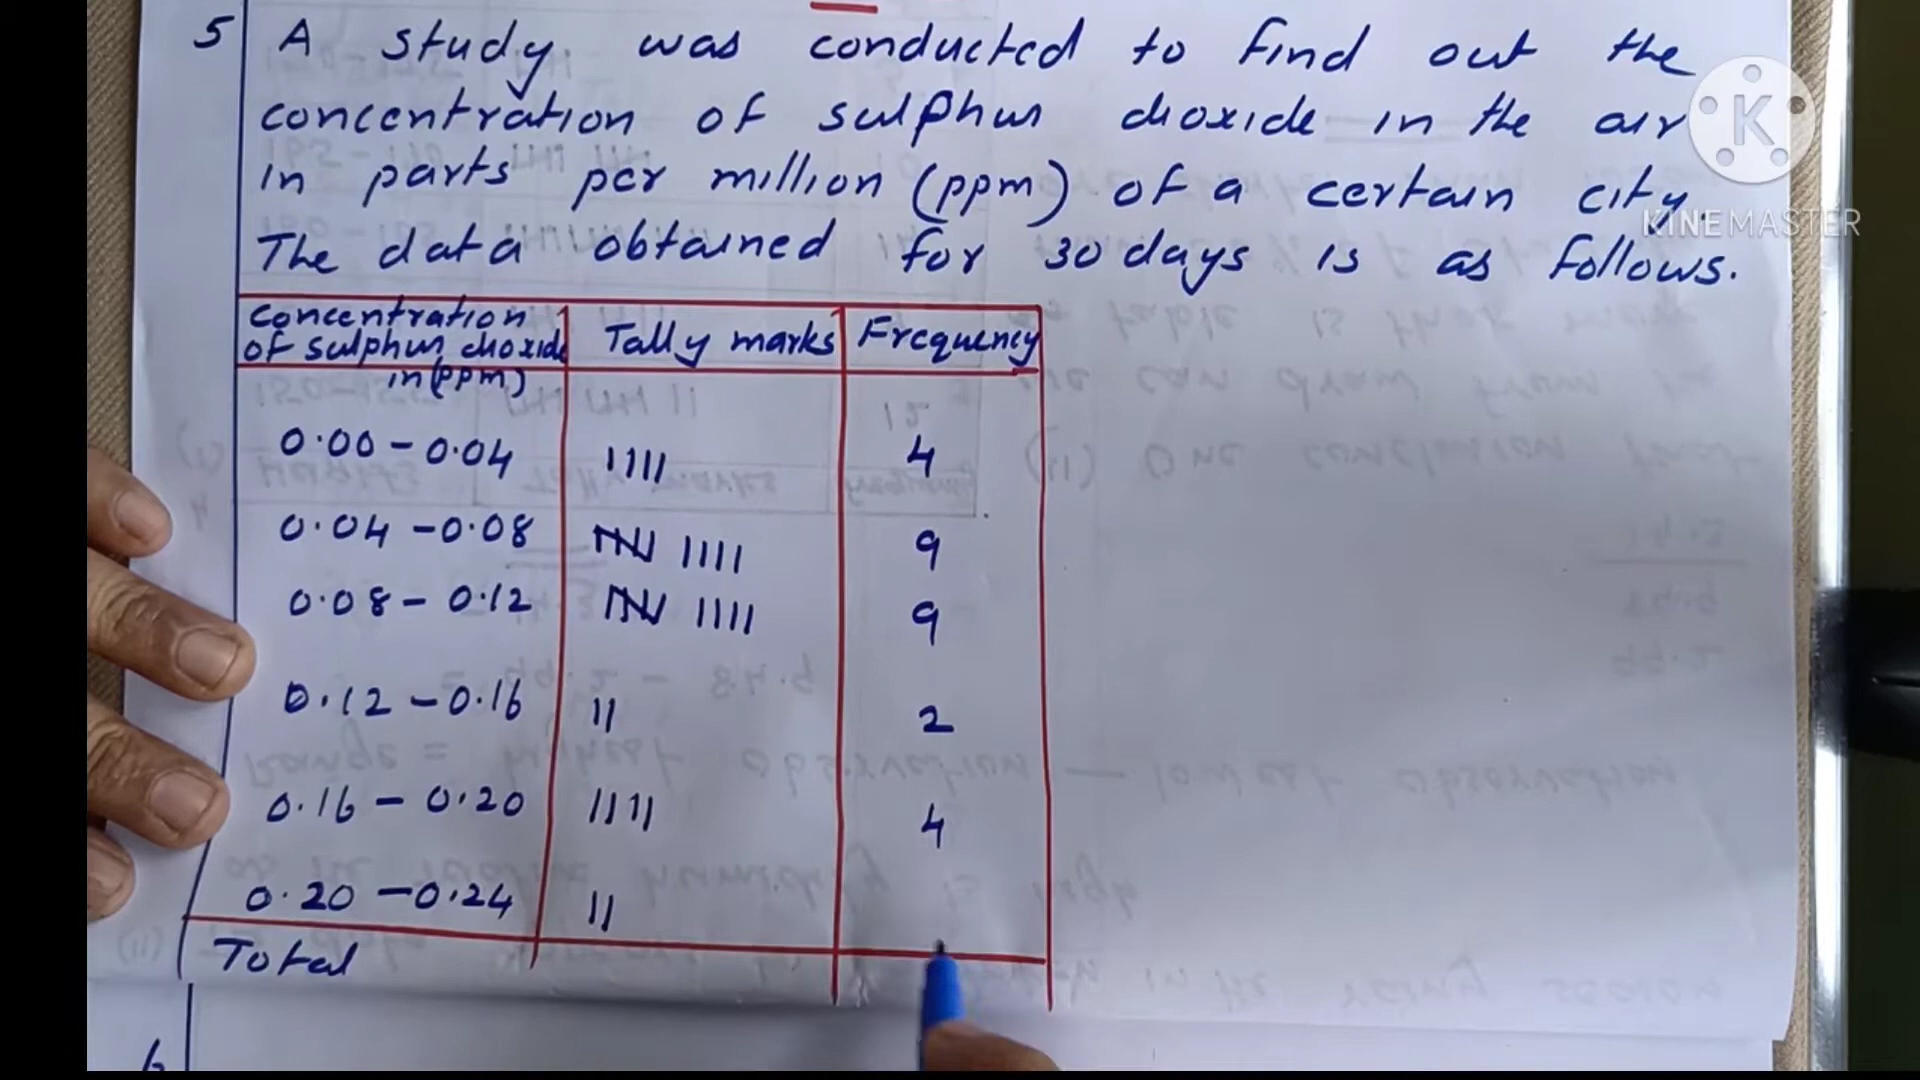 5 A study was conducted to find out the
concentration of sulphur dioxide in the air
in parts per million (ppm) of a certain city.
The data obtained for 30 days is as follows.
K
KINEMASTER
Concentration of sulphur dioxide in (ppm) Tally marks Frequency
0.00 - 0.04 |||| 4
0.04 - 0.08 |||| |||| 9
0.08 - 0.12 |||| |||| 9
0.12 - 0.16 || 2
0.16 - 0.20 |||| 4
0.20 - 0.24 ||
Total
6